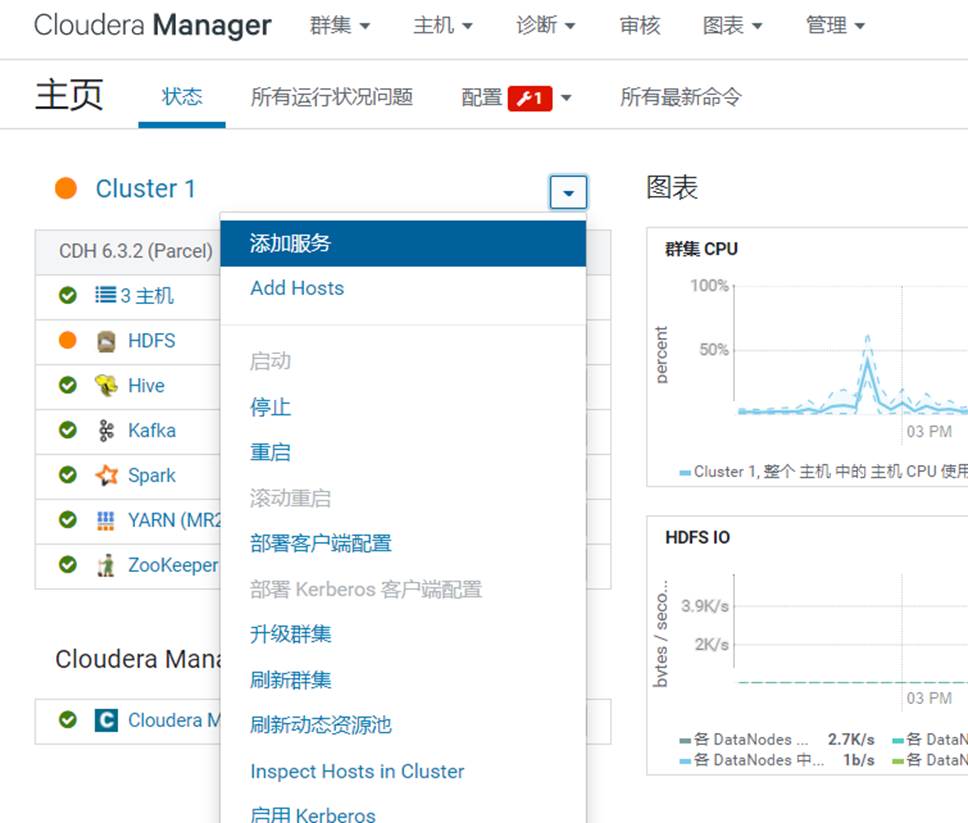 Cloudera Manager 群集 主机 诊断 审核 图表 管理
主页 状态 所有运行状况问题 配置 1 所有最新命令
Cluster 1
CDH 6.3.2 (Parcel)
3 主机
HDFS
Hive
Kafka
Spark
YARN (MR2
ZooKeeper
Cloudera Mana
Cloudera M
添加服务
Add Hosts
启动
停止
重启
滚动重启
部署客户端配置
部署 Kerberos 客户端配置
升级群集
刷新群集
刷新动态资源池
Inspect Hosts in Cluster
启用 Kerberos
图表
群集 CPU
percent
100%
50%
03 PM
Cluster 1, 整个 主机 中的 主机 CPU 使用
HDFS IO
bytes / seco...
3.9K/s
2K/s
03 PM
各 DataNodes ... 2.7K/s 各 DataN
各 DataNodes 中... 1b/s 各 DataN